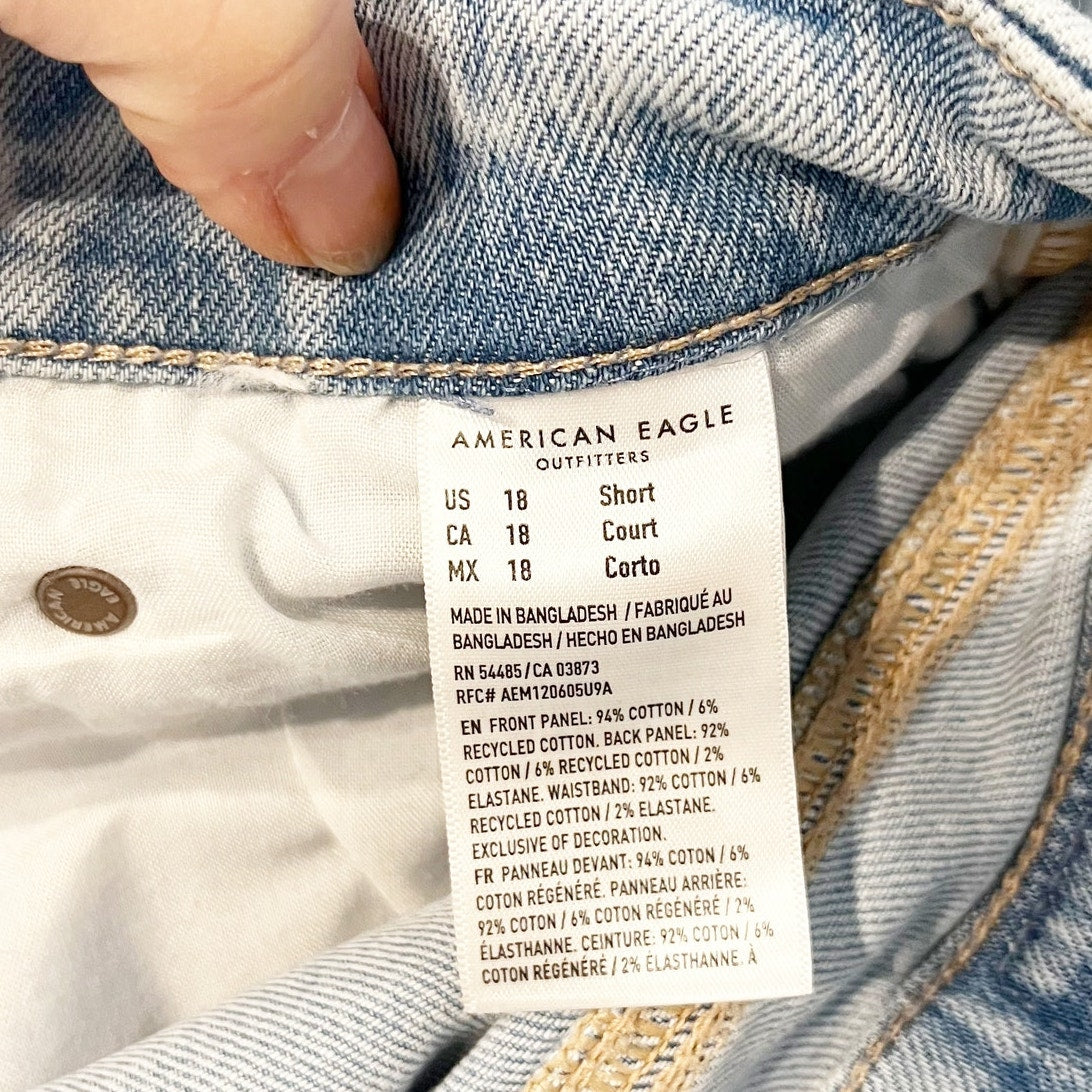 AMERICAN EAGLE
OUTFITTERS
US 18 Short
CA 18 Court
MX 18 Corto
MADE IN BANGLADESH / FABRIQUÉ AU
BANGLADESH / HECHO EN BANGLADESH
RN 54485 / CA 03873
RFC# AEM120605U9A
EN FRONT PANEL: 94% COTTON / 6%
RECYCLED COTTON. BACK PANEL: 92%
COTTON / 6% RECYCLED COTTON / 2%
ELASTANE. WAISTBAND: 92% COTTON / 6%
RECYCLED COTTON / 2% ELASTANE.
EXCLUSIVE OF DECORATION.
FR PANNEAU DEVANT: 94% COTON / 6%
COTON RÉGÉNÉRÉ. PANNEAU ARRIÈRE:
92% COTON / 6% COTON RÉGÉNÉRÉ / 2%
ÉLASTHANNE. CEINTURE: 92% COTON / 6%
COTON RÉGÉNÉRÉ / 2% ÉLASTHANNE. À
AMERICAN EAGLE